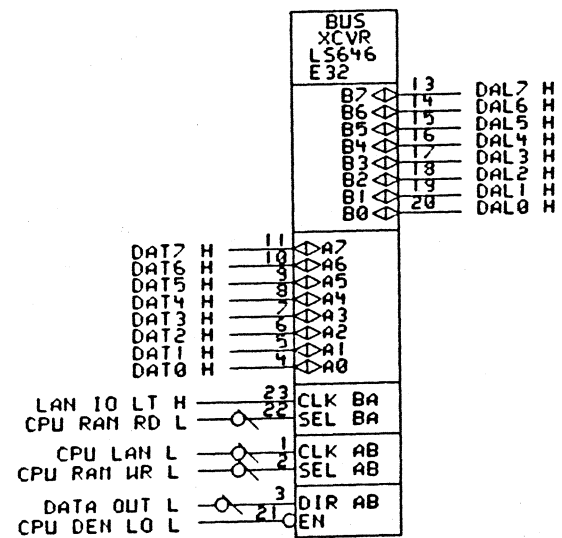 BUS
XCVR
LS646
E32
B7 13 DAL7 H
B6 14 DAL6 H
B5 15 DAL5 H
B4 16 DAL4 H
B3 17 DAL3 H
B2 18 DAL2 H
B1 19 DAL1 H
B0 20 DAL0 H
DAT7 H 11 A7
DAT6 H 10 A6
DAT5 H 9 A5
DAT4 H 8 A4
DAT3 H 7 A3
DAT2 H 6 A2
DAT1 H 5 A1
DAT0 H 4 A0
LAN IO LT H 23 CLK BA
CPU RAM RD L 22 SEL BA
CPU LAN L 1 CLK AB
CPU RAM WR L 2 SEL AB
DATA OUT L 3 DIR AB
CPU DEN LO L 21 EN